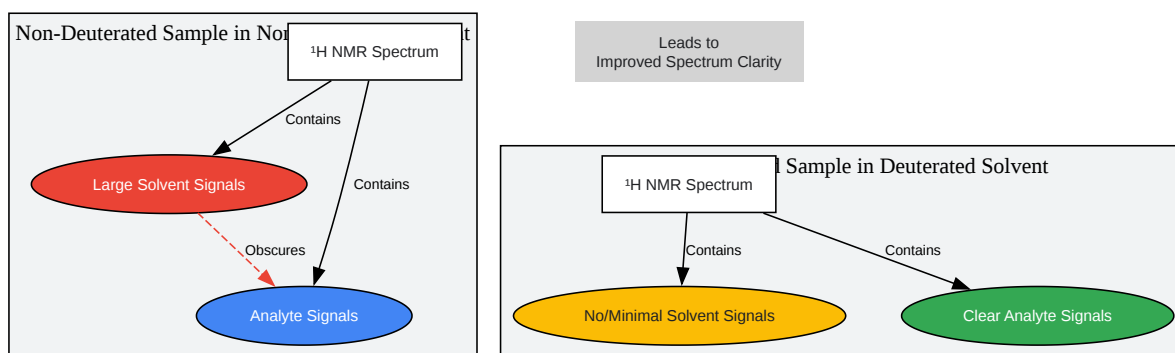 Non-Deuterated Sample in Non
¹H NMR Spectrum
Contains
Large Solvent Signals
Contains
Obscures
Analyte Signals
Leads to
Improved Spectrum Clarity
Sample in Deuterated Solvent
¹H NMR Spectrum
Contains
Contains
No/Minimal Solvent Signals
Clear Analyte Signals